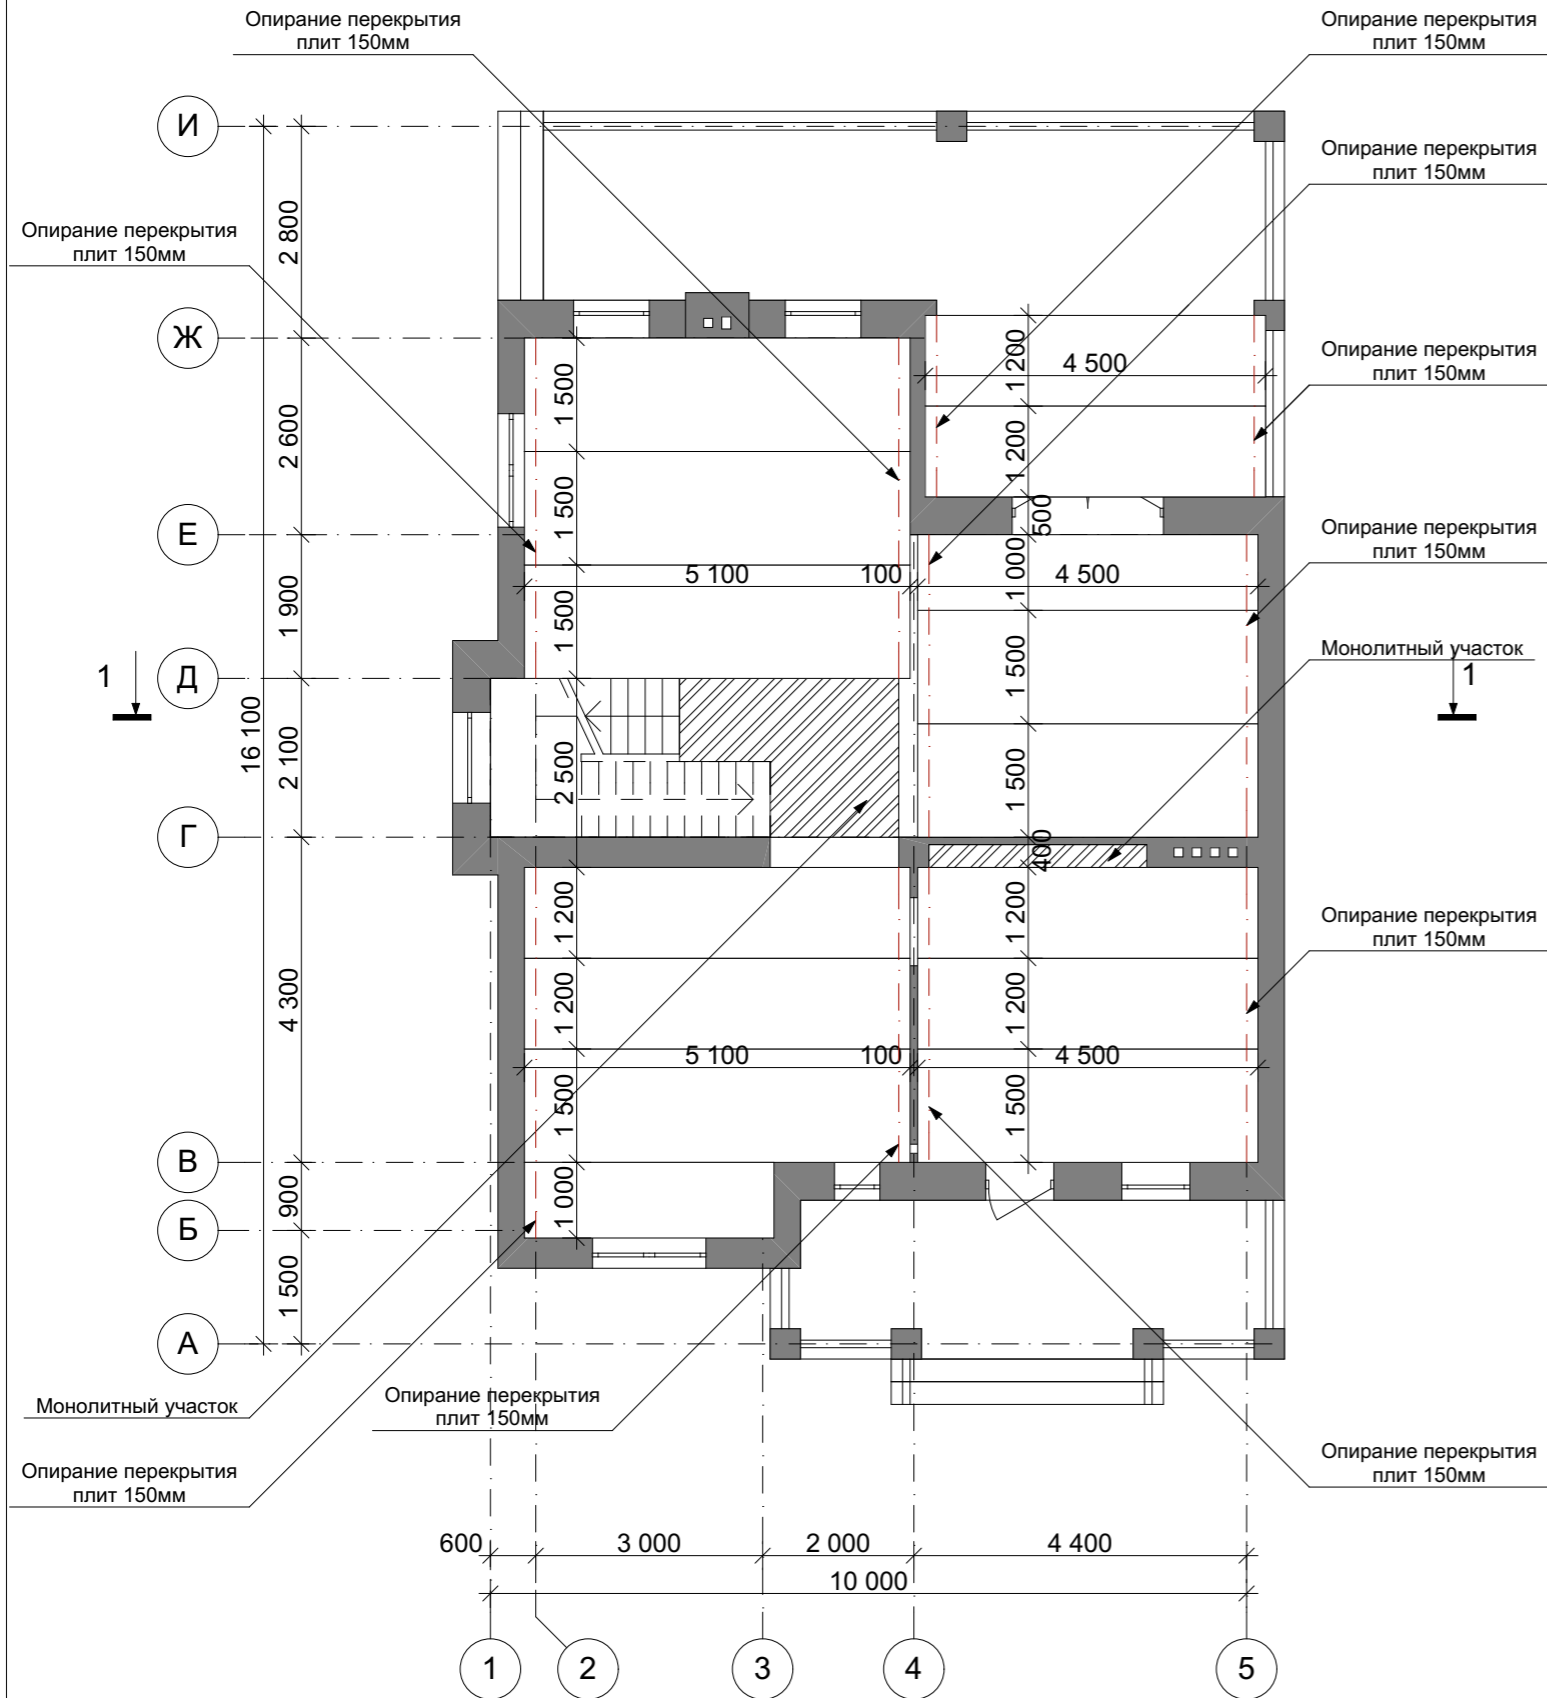 Опирание перекрытия
плит 150мм
Опирание перекрытия
плит 150мм
И
Опирание перекрытия
плит 150мм
2 800
Опирание перекрытия
плит 150мм
Ж
1 200
4 500
Опирание перекрытия
плит 150мм
1 500
2 600
1 200
1 500
500
Е
Опирание перекрытия
плит 150мм
1 000
5 100
100
4 500
1 900
1 500
1 500
Монолитный участок
1
Д
1
16 100
2 100
2 500
1 500
Г
400
1 200
1 200
Опирание перекрытия
плит 150мм
4 300
1 200
1 200
5 100
100
4 500
1 500
1 500
В
900
1 000
Б
1 500
А
Монолитный участок
Опирание перекрытия
плит 150мм
Опирание перекрытия
плит 150мм
Опирание перекрытия
плит 150мм
600
3 000
2 000
4 400
10 000
1
2
3
4
5